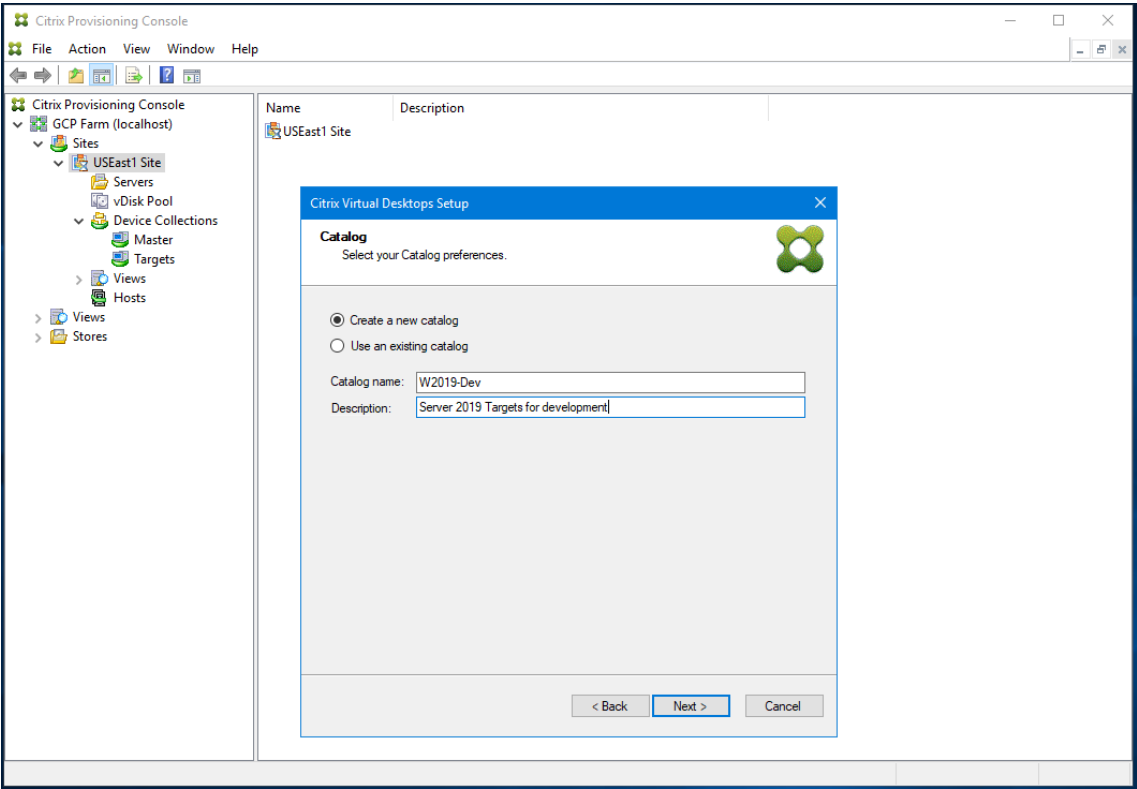 Citrix Provisioning Console
File Action View Window Help
Citrix Provisioning Console
GCP Farm (localhost)
Sites
USEast1 Site
Servers
vDisk Pool
Device Collections
Master
Targets
Views
Hosts
Views
Stores
Name Description
USEast1 Site
Citrix Virtual Desktops Setup
Catalog
Select your Catalog preferences.
Create a new catalog
Use an existing catalog
Catalog name: W2019-Dev
Description: Server 2019 Targets for development
< Back Next > Cancel